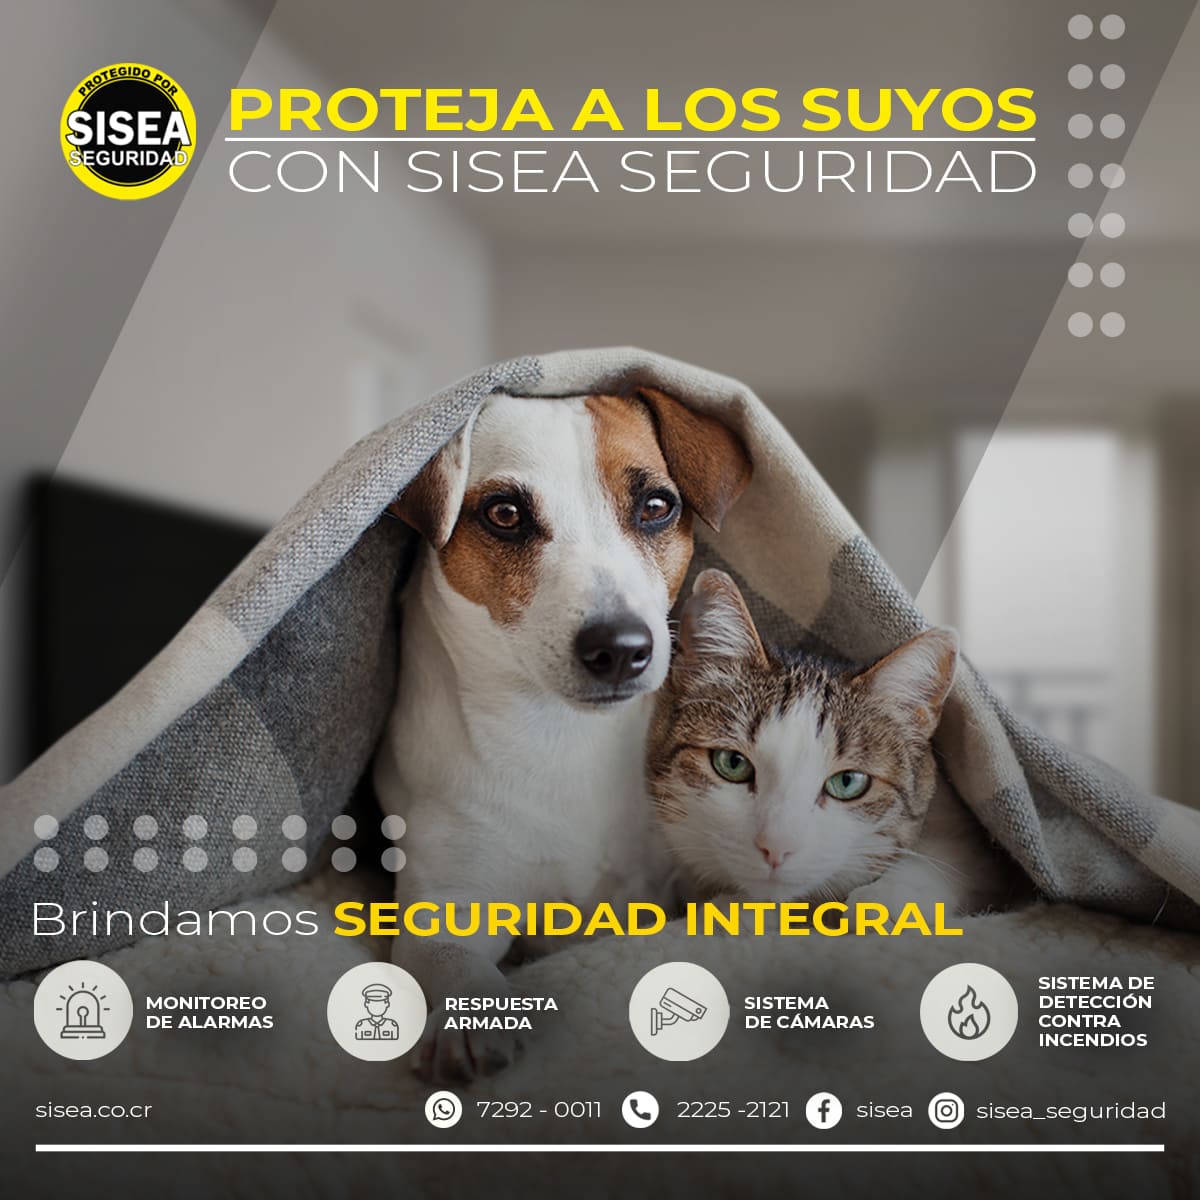 PROTEGIDO POR
SISEA
SEGURIDAD
PROTEJA A LOS SUYOS
CON SISEA SEGURIDAD
Brindamos SEGURIDAD INTEGRAL
MONITOREO
DE ALARMAS
RESPUESTA
ARMADA
SISTEMA
DE CÁMARAS
SISTEMA DE
DETECCIÓN
CONTRA
INCENDIOS
sisea.co.cr
7292 - 0011
2225 -2121
sisea
sisea_seguridad